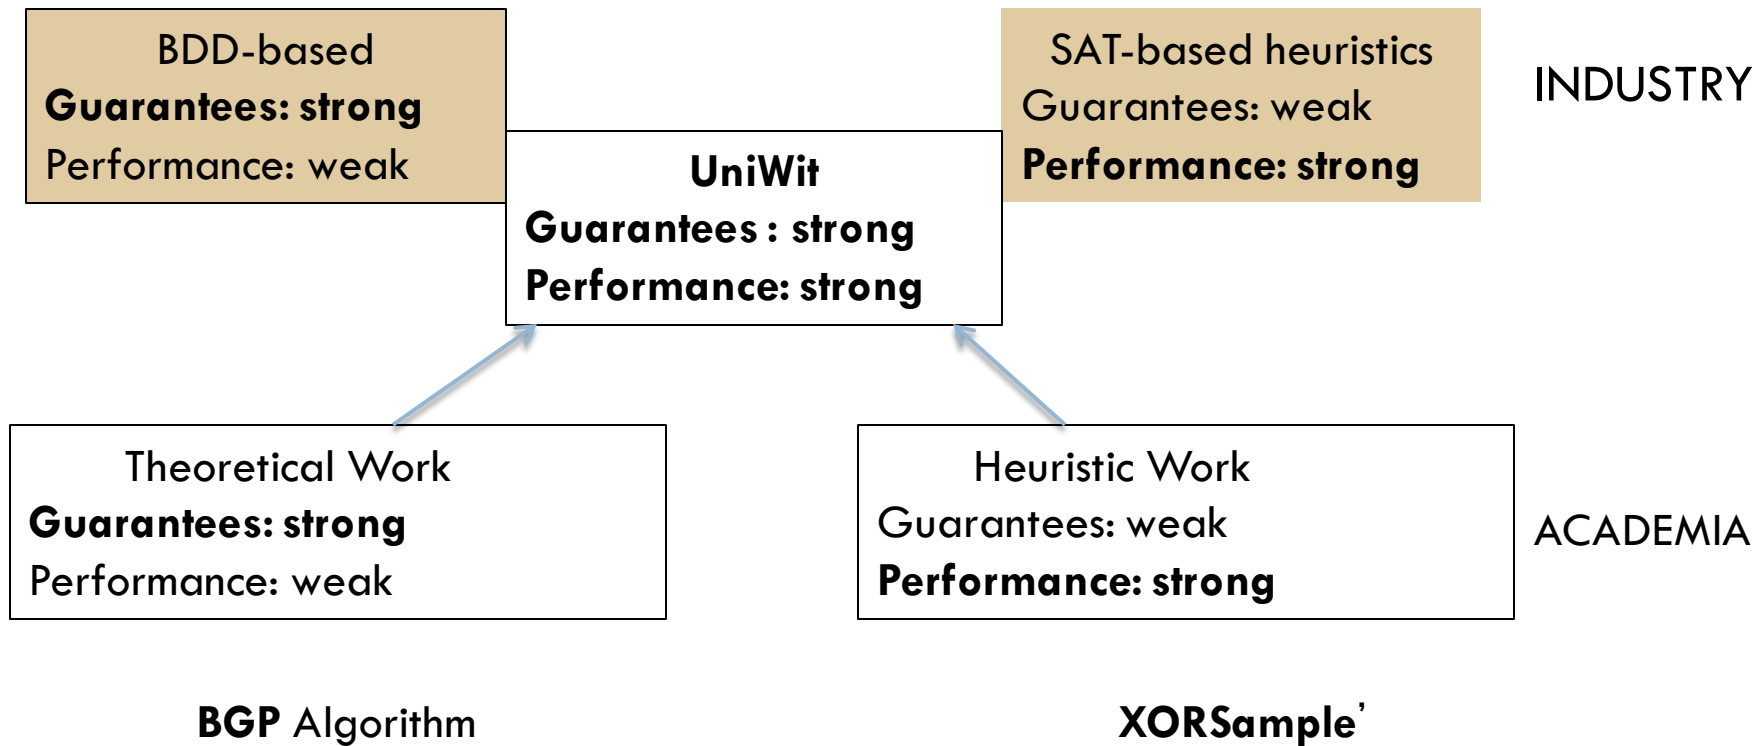 BDD-based
Guarantees: strong
Performance: weak
SAT-based heuristics
Guarantees: weak
Performance: strong
INDUSTRY
UniWit
Guarantees : strong
Performance: strong
Theoretical Work
Guarantees: strong
Performance: weak
Heuristic Work
Guarantees: weak
Performance: strong
ACADEMIA
BGP Algorithm
XORSample’